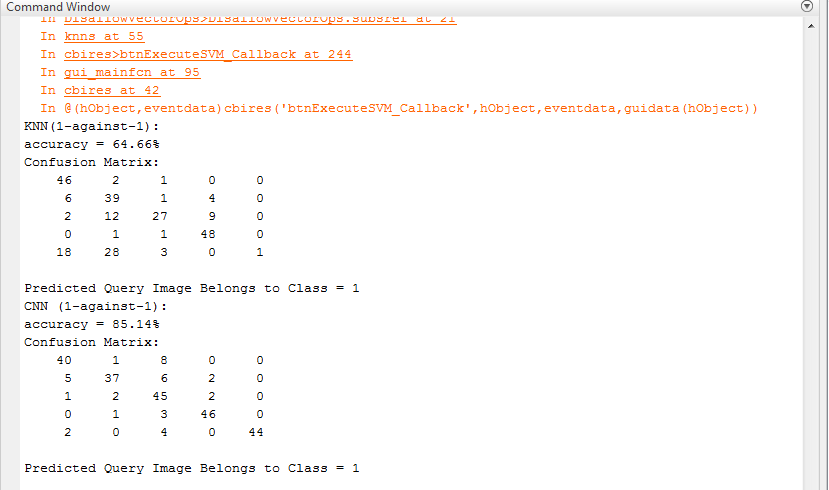 Command Window
In DisallowVectorOps>DisallowVectorOps.subsref at 21
In knns at 55
In cbires>btnExecuteSVM_Callback at 244
In gui_mainfcn at 95
In cbires at 42
In @(hObject,eventdata)cbires('btnExecuteSVM_Callback',hObject,eventdata,guidata(hObject))
KNN(1-against-1):
accuracy = 64.66%
Confusion Matrix:
46 2 1 0 0
6 39 1 4 0
2 12 27 9 0
0 1 1 48 0
18 28 3 0 1
Predicted Query Image Belongs to Class = 1
CNN (1-against-1):
accuracy = 85.14%
Confusion Matrix:
40 1 8 0 0
5 37 6 2 0
1 2 45 2 0
0 1 3 46 0
2 0 4 0 44
Predicted Query Image Belongs to Class = 1